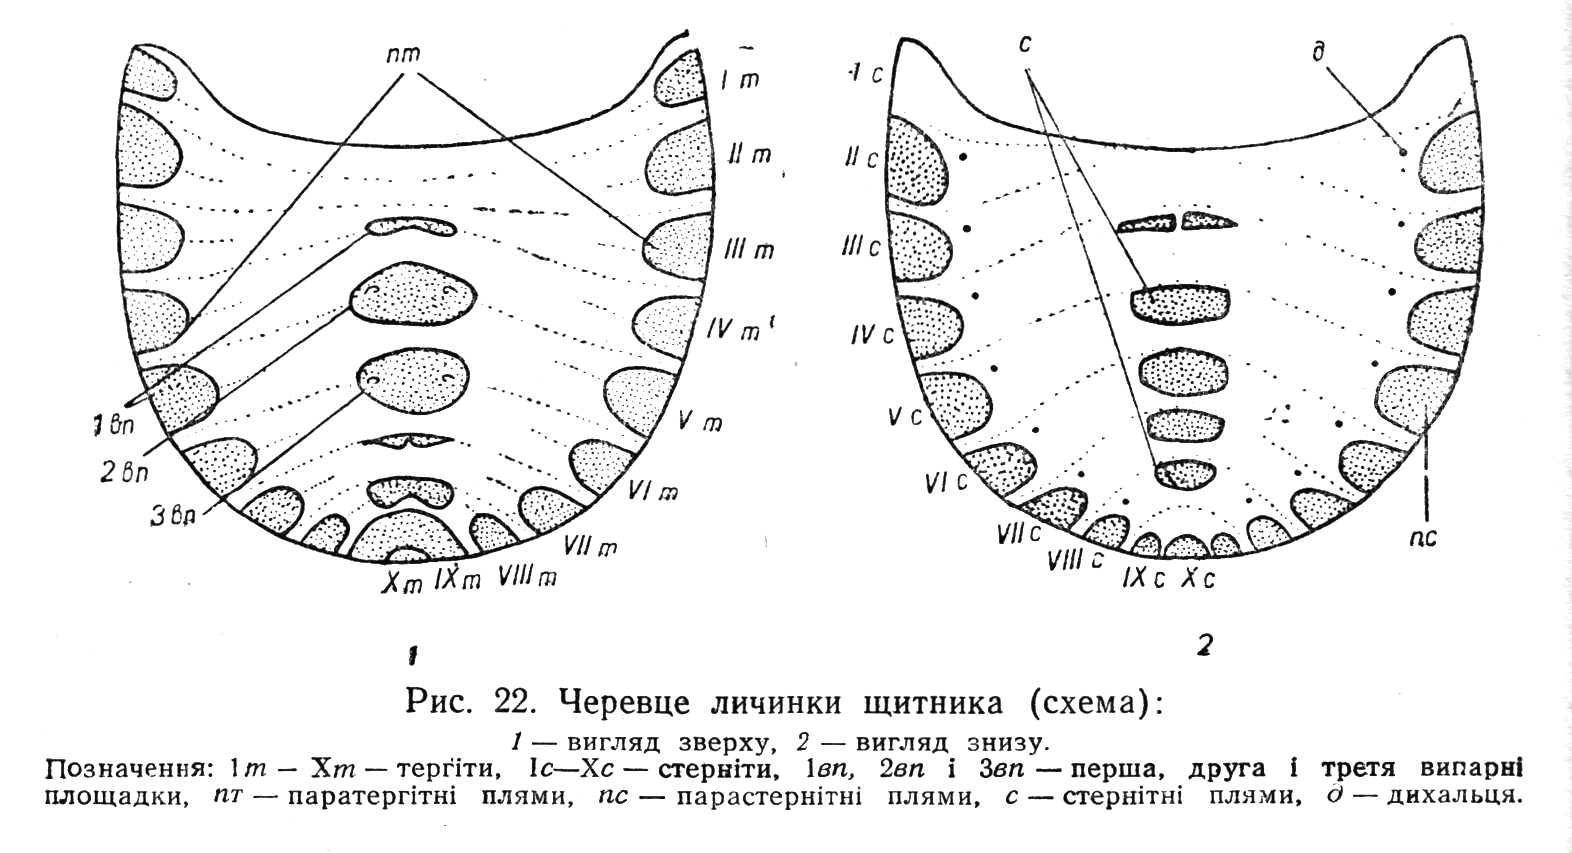 пт
I т
II т
III т
IV т
V т
VI т
VII т
VIII т
IX т
X т
1 вп
2 вп
3 вп
1
с
д
I с
II с
III с
IV с
V с
VI с
VII с
VIII с
IX с
X с
пс
2
Рис. 22. Черевце личинки щитника (схема):
1 — вигляд зверху, 2 — вигляд знизу.
Позначення: 1т — Xт — тергіти, Iс—Xс — стерніти, 1вп, 2вп і 3вп — перша, друга і третя випарні
площадки, пт — паратергітні плями, пс — парастернітні плями, с — стернітні плями, д — дихальця.